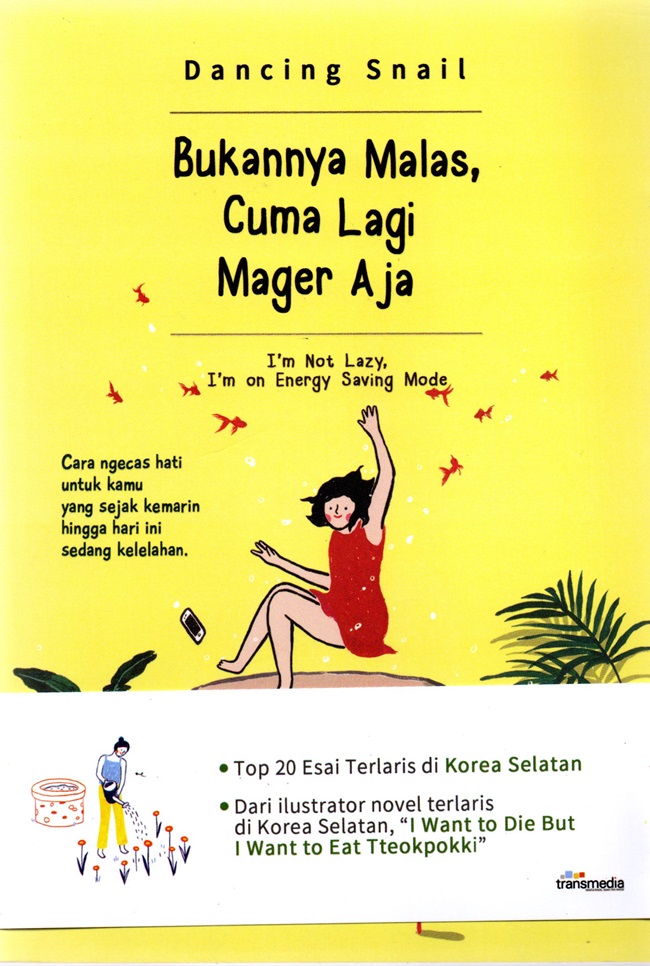 Dancing Snail
Bukannya Malas,
Cuma Lagi
Mager Aja
I'm Not Lazy,
I'm on Energy Saving Mode
Cara ngecas hati
untuk kamu
yang sejak kemarin
hingga hari ini
sedang kelelahan.
• Top 20 Esai Terlaris di Korea Selatan
• Dari ilustrator novel terlaris
di Korea Selatan, “I Want to Die But
I Want to Eat Tteokpokki”
transmedia